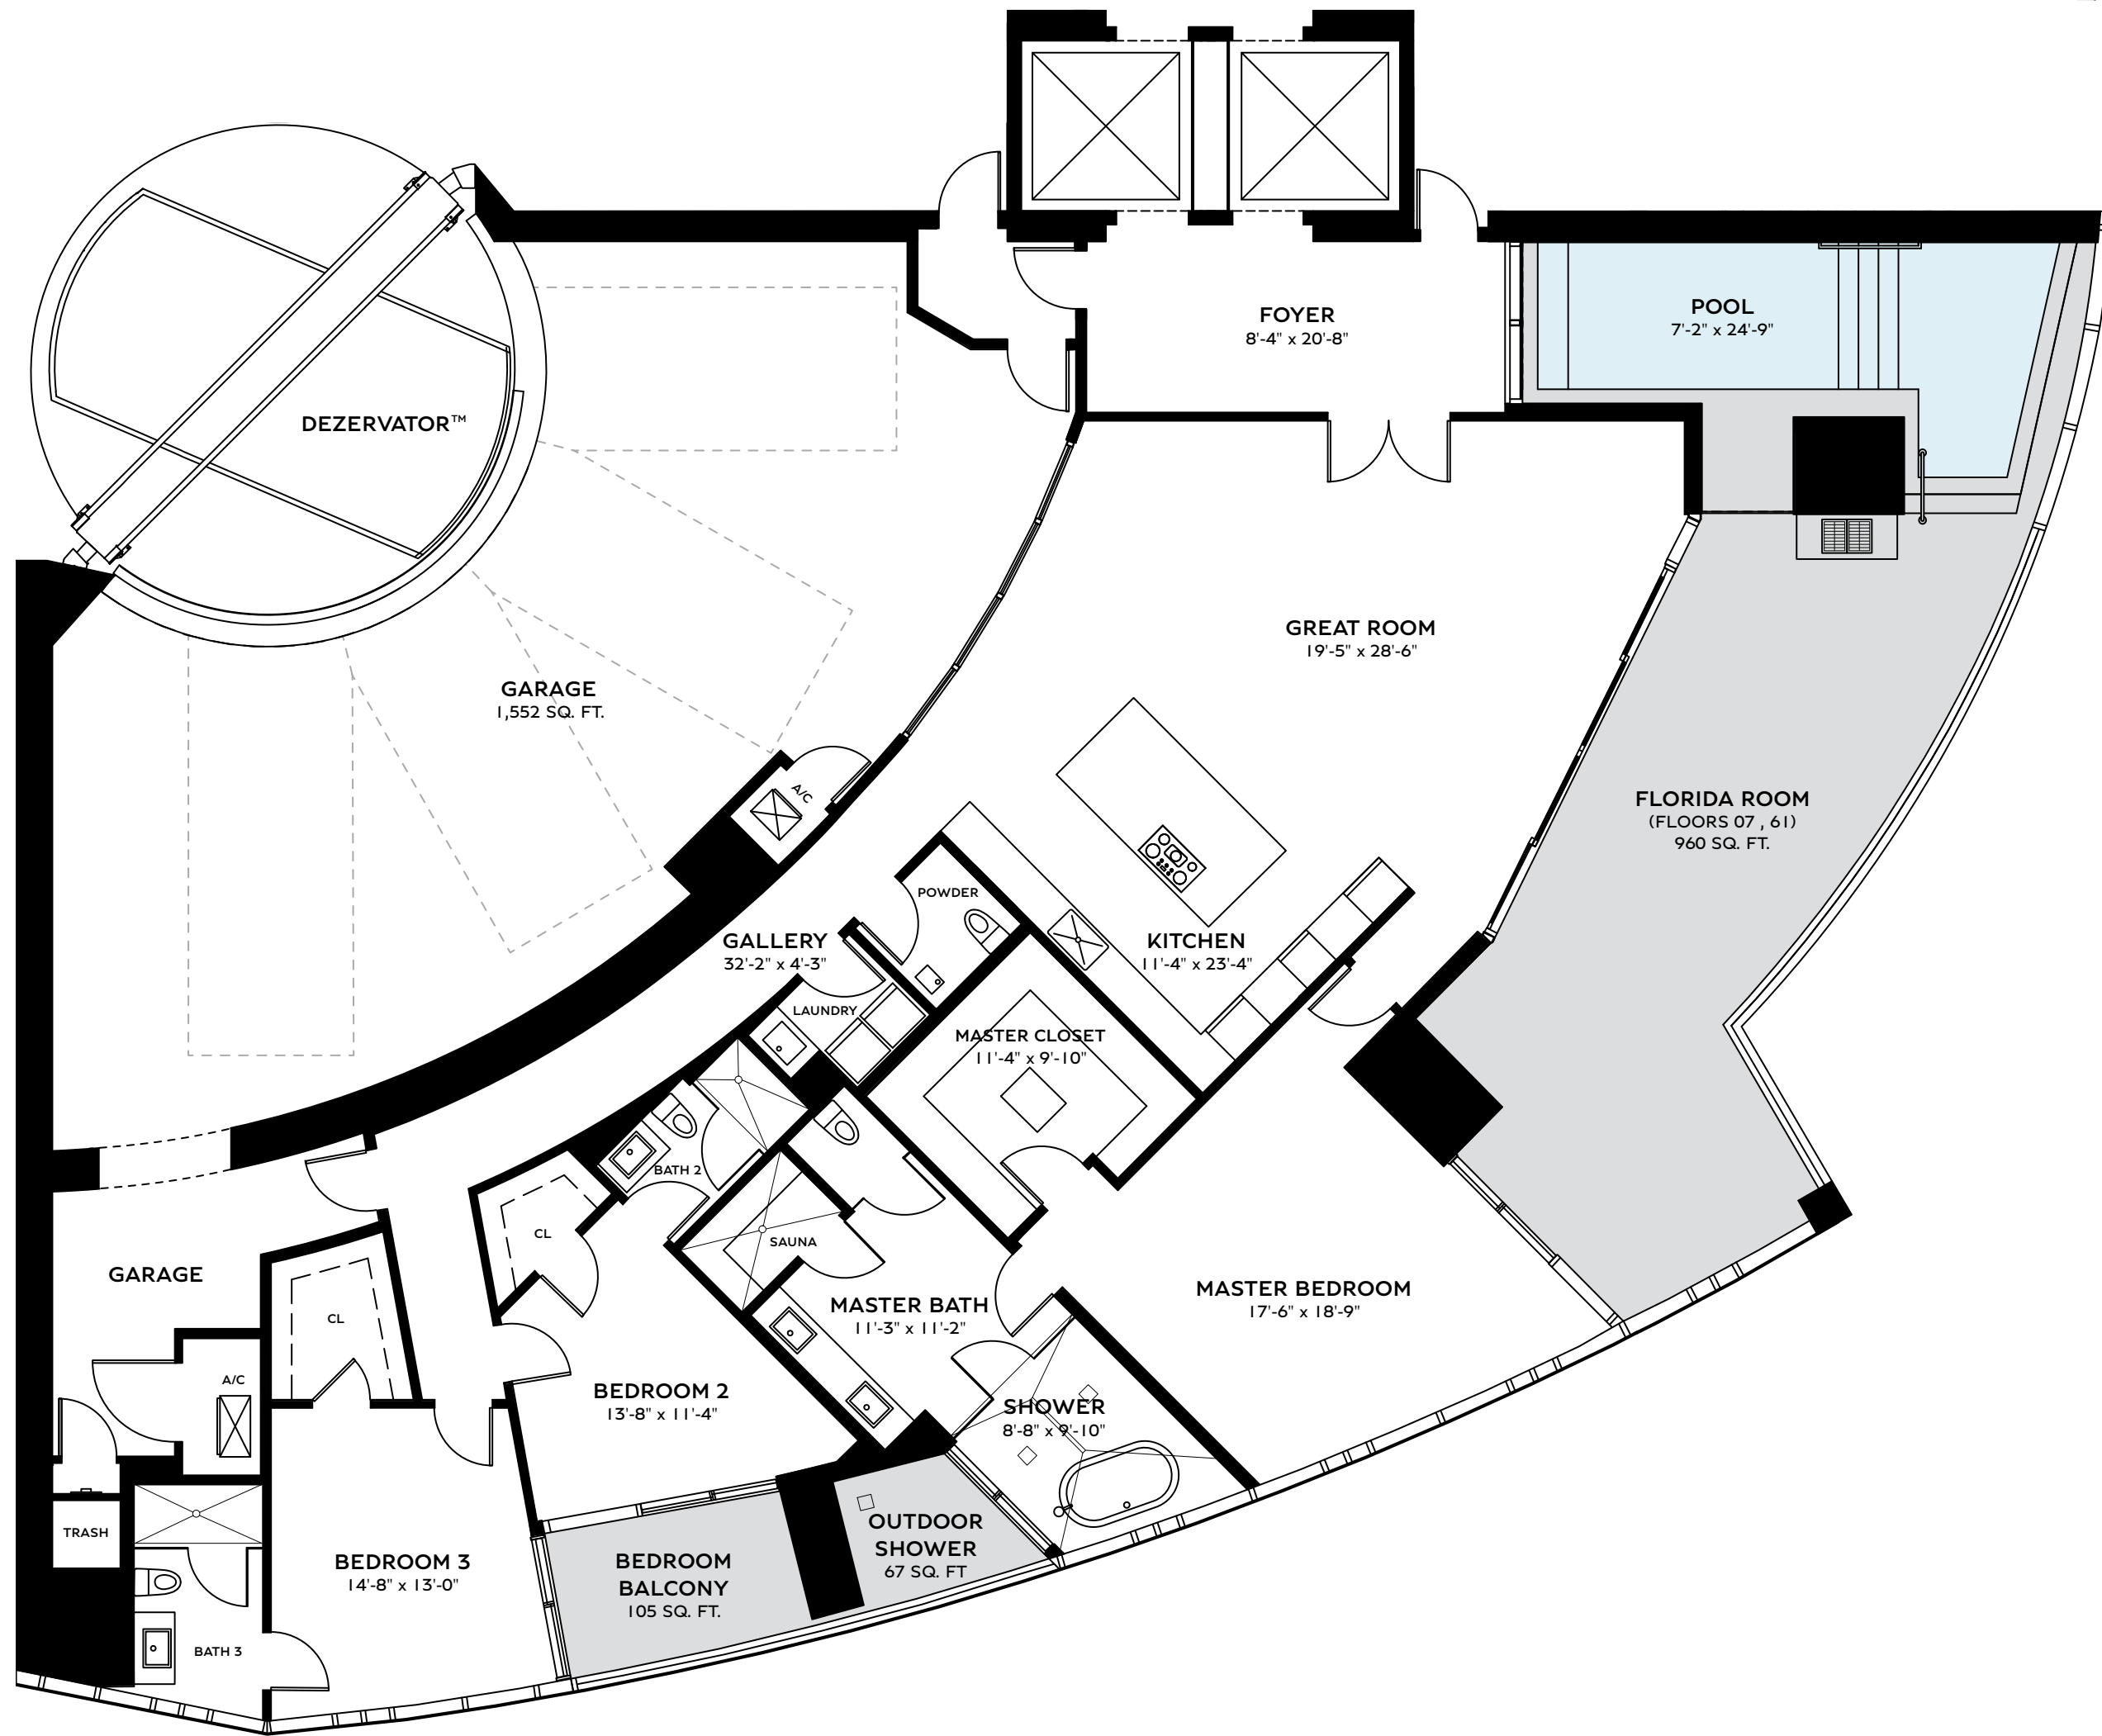 FOYER
8'-4" x 20'-8"
POOL
7'-2" x 24'-9"
DEZERVATOR™
GREAT ROOM
19'-5" x 28'-6"
GARAGE
1,552 SQ. FT.
A/C
FLORIDA ROOM
(FLOORS 07 , 61)
960 SQ. FT.
POWDER
GALLERY
32'-2" x 4'-3"
KITCHEN
11'-4" x 23'-4"
LAUNDRY
MASTER CLOSET
11'-4" x 9'-10"
BATH 2
CL
SAUNA
GARAGE
CL
MASTER BEDROOM
17'-6" x 18'-9"
MASTER BATH
11'-3" x 11'-2"
A/C
BEDROOM 2
13'-8" x 11'-4"
SHOWER
8'-8" x 9'-10"
TRASH
OUTDOOR
SHOWER
67 SQ. FT
BEDROOM 3
14'-8" x 13'-0"
BEDROOM
BALCONY
105 SQ. FT.
BATH 3